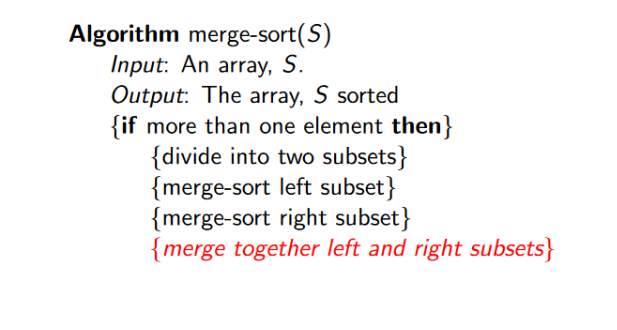 Algorithm merge-sort(S)
Input: An array, S.
Output: The array, S sorted
{if more than one element then}
{divide into two subsets}
{merge-sort left subset}
{merge-sort right subset}
{merge together left and right subsets}